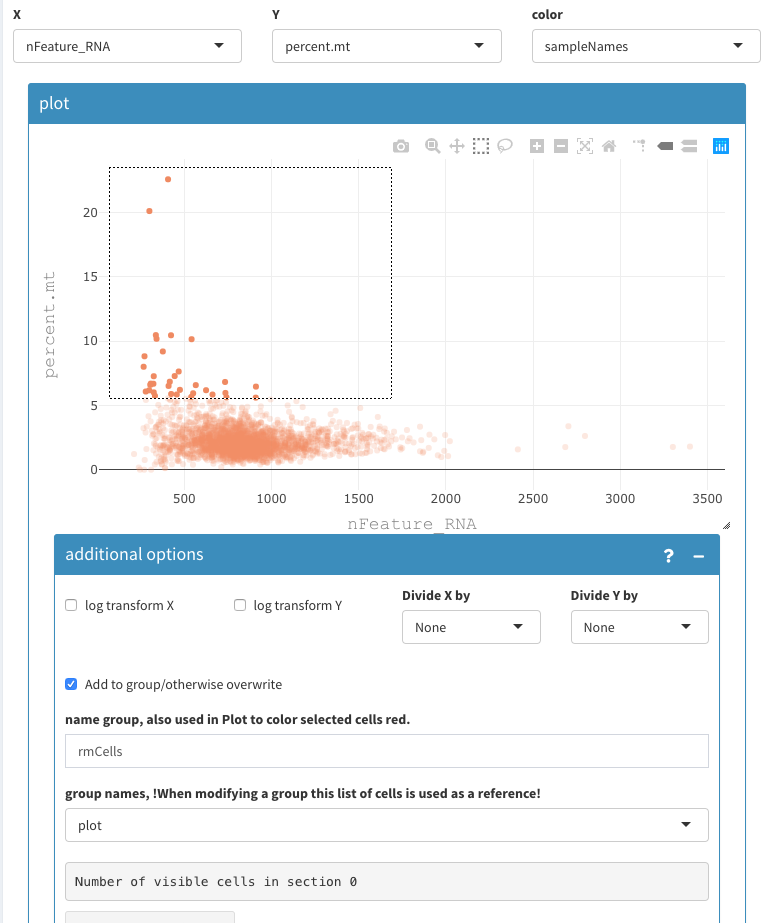 X Y color
nFeature_RNA percent.mt sampleNames
plot
20
15
10
5
0
percent.mt
500 1000 1500 2000 2500 3000 3500
nFeature_RNA
additional options ? −
log transform X log transform Y Divide X by Divide Y by
None None
Add to group/otherwise overwrite
name group, also used in Plot to color selected cells red.
rmCells
group names, !When modifying a group this list of cells is used as a reference!
plot
Number of visible cells in section 0